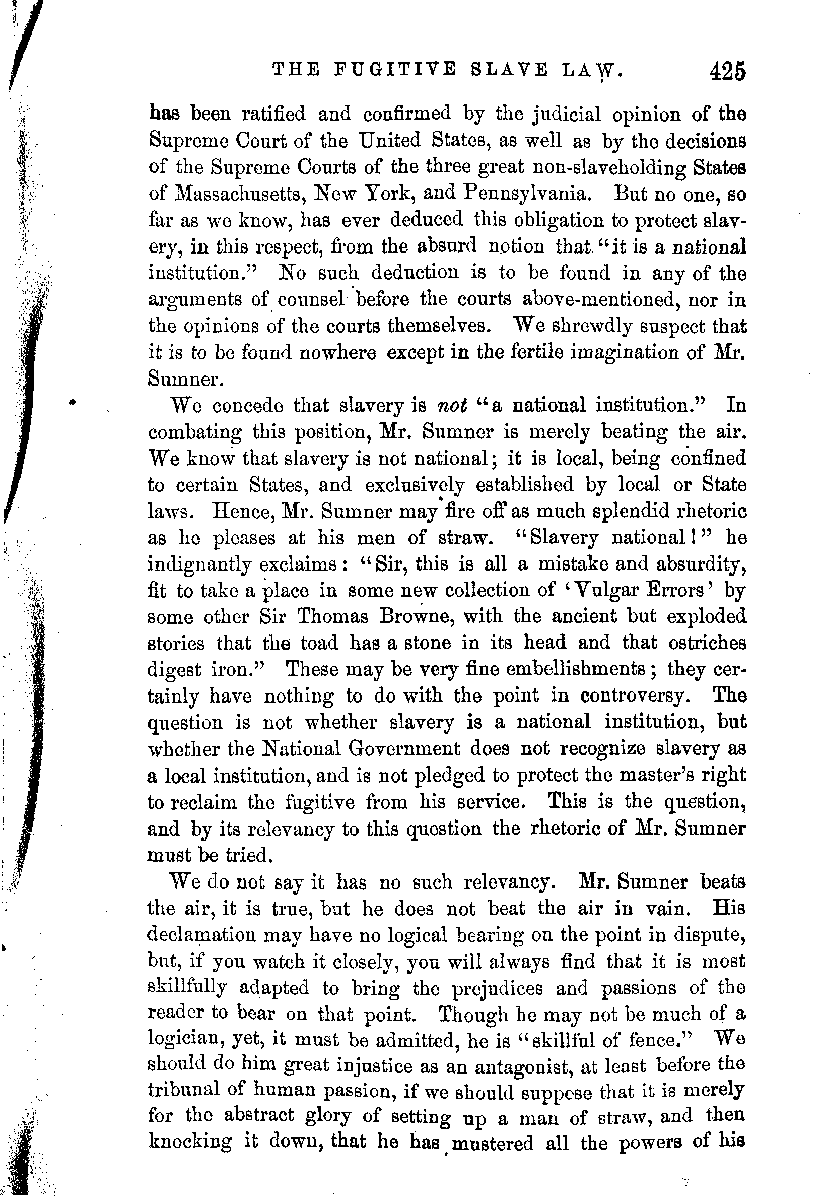 THE FUGITIVE SLAVE LAW. 425
has been ratified and confirmed by the judicial opinion of the
Supreme Court of the United States, as well as by the decisions
of the Supreme Courts of the three great non-slaveholding States
of Massachusetts, New York, and Pennsylvania. But no one, so
far as we know, has ever deduced this obligation to protect slav-
ery, in this respect, from the absurd notion that "it is a national
institution." No such deduction is to be found in any of the
arguments of counsel before the courts above-mentioned, nor in
the opinions of the courts themselves. We shrewdly suspect that
it is to be found nowhere except in the fertile imagination of Mr.
Sumner.
We concede that slavery is not "a national institution." In
combating this position, Mr. Sumner is merely beating the air.
We know that slavery is not national; it is local, being confined
to certain States, and exclusively established by local or State
laws. Hence, Mr. Sumner may fire off as much splendid rhetoric
as he pleases at his men of straw. "Slavery national!" he
indignantly exclaims: "Sir, this is all a mistake and absurdity,
fit to take a place in some new collection of 'Vulgar Errors' by
some other Sir Thomas Browne, with the ancient but exploded
stories that the toad has a stone in its head and that ostriches
digest iron." These may be very fine embellishments; they cer-
tainly have nothing to do with the point in controversy. The
question is not whether slavery is a national institution, but
whether the National Government does not recognize slavery as
a local institution, and is not pledged to protect the master's right
to reclaim the fugitive from his service. This is the question,
and by its relevancy to this question the rhetoric of Mr. Sumner
must be tried.
We do not say it has no such relevancy. Mr. Sumner beats
the air, it is true, but he does not beat the air in vain. His
declamation may have no logical bearing on the point in dispute,
but, if you watch it closely, you will always find that it is most
skillfully adapted to bring the prejudices and passions of the
reader to bear on that point. Though he may not be much of a
logician, yet, it must be admitted, he is "skillful of fence." We
should do him great injustice as an antagonist, at least before the
tribunal of human passion, if we should suppose that it is merely
for the abstract glory of setting up a man of straw, and then
knocking it down, that he has mustered all the powers of his